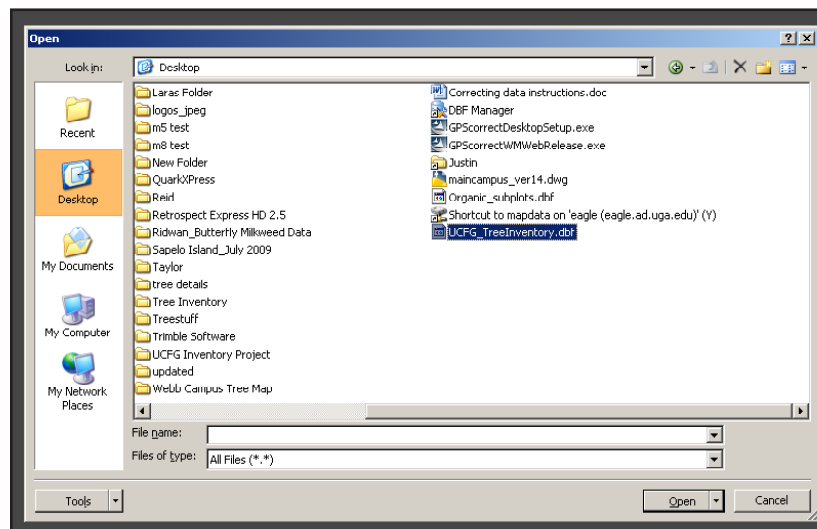 Open
Look in:
Desktop
Recent
Desktop
My Documents
My Computer
My Network
Places
Laras Folder
logos_jpeg
m5 test
m8 test
New Folder
QuarkXPress
Reid
Retrospect Express HD 2.5
Ridwan_Butterfly Milkweed Data
Sapelo Island_July 2009
Taylor
tree details
Tree Inventory
Treestuff
Trimble Software
UCFG Inventory Project
updated
Webb Campus Tree Map
Correcting data instructions.doc
DBF Manager
GPScorrectDesktopSetup.exe
GPScorrectWMWebRelease.exe
Justin
maincampus_ver14.dwg
Organic_subplots.dbf
Shortcut to mapdata on 'eagle (eagle.ad.uga.edu)' (Y)
UCFG_TreeInventory.dbf
File name:
Files of type:
All Files (*.*)
Tools
Open
Cancel